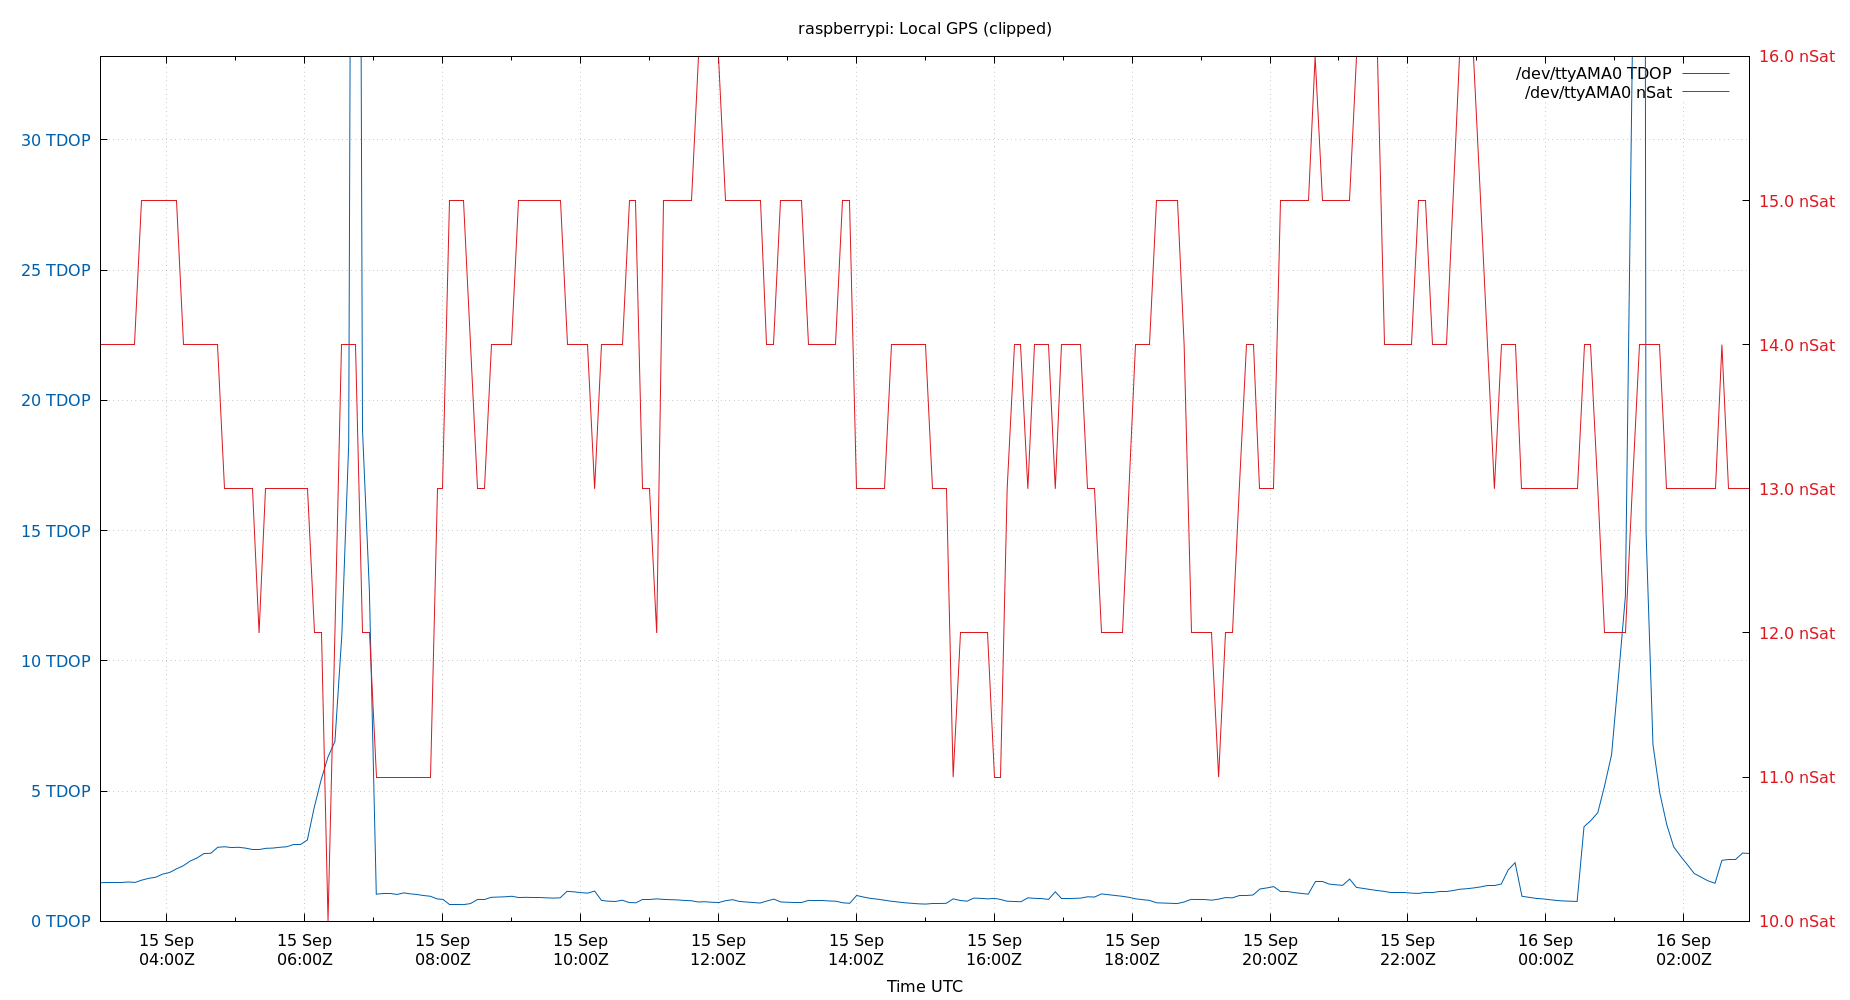 raspberrypi: Local GPS (clipped)
/dev/ttyAMA0 TDOP
/dev/ttyAMA0 nSat
30 TDOP
25 TDOP
20 TDOP
15 TDOP
10 TDOP
5 TDOP
0 TDOP
16.0 nSat
15.0 nSat
14.0 nSat
13.0 nSat
12.0 nSat
11.0 nSat
10.0 nSat
15 Sep
04:00Z
15 Sep
06:00Z
15 Sep
08:00Z
15 Sep
10:00Z
15 Sep
12:00Z
15 Sep
14:00Z
15 Sep
16:00Z
15 Sep
18:00Z
15 Sep
20:00Z
15 Sep
22:00Z
16 Sep
00:00Z
16 Sep
02:00Z
Time UTC